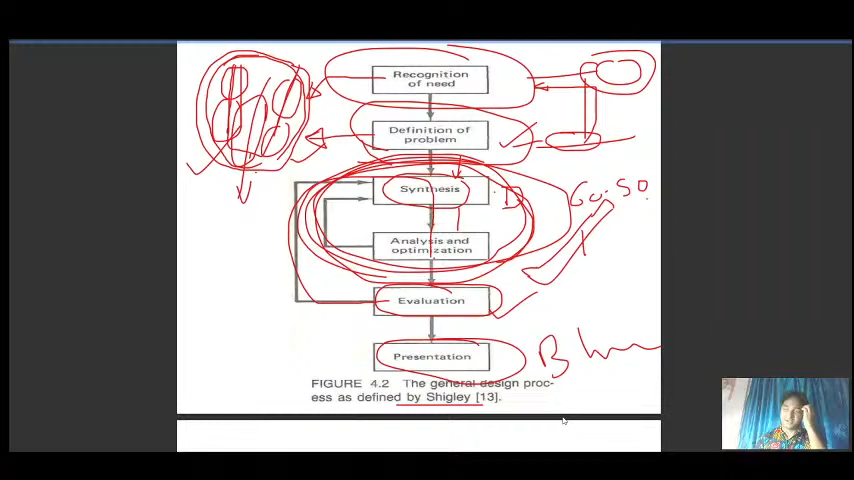 Recognition
of need
Definition of
problem
Synthesis
Analysis and
optimization
Evaluation
Presentation
FIGURE 4.2 The general design proc-
ess as defined by Shigley [13].